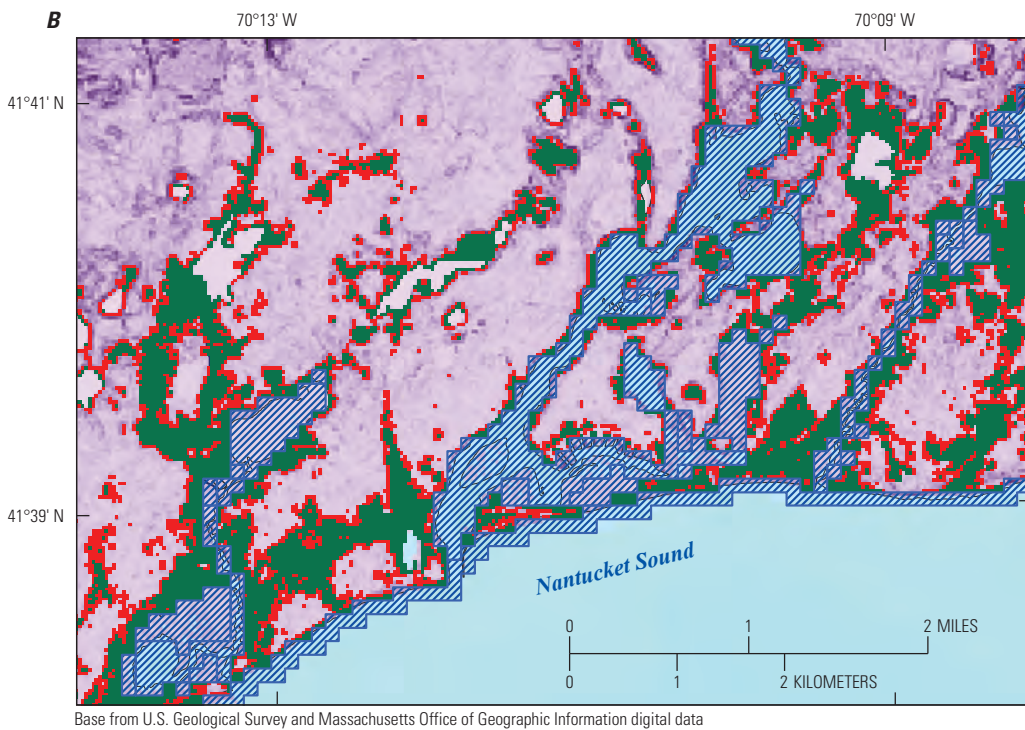 B
70°13' W
70°09' W
41°41' N
41°39' N
Nantucket Sound
0 1 2 MILES
0 1 2 KILOMETERS
Base from U.S. Geological Survey and Massachusetts Office of Geographic Information digital data